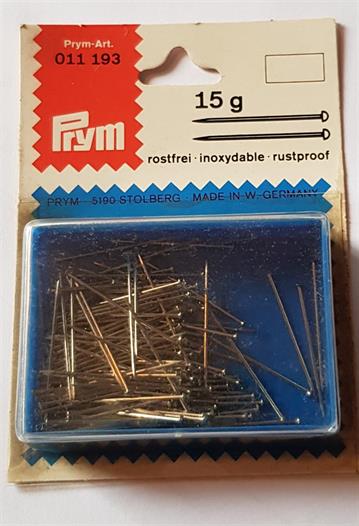 Prym-Art.
011 193
Prym
15 g
rostfrei · inoxydable · rustproof
PRYM 5190 STOLBERG · MADE IN W.-GERMANY